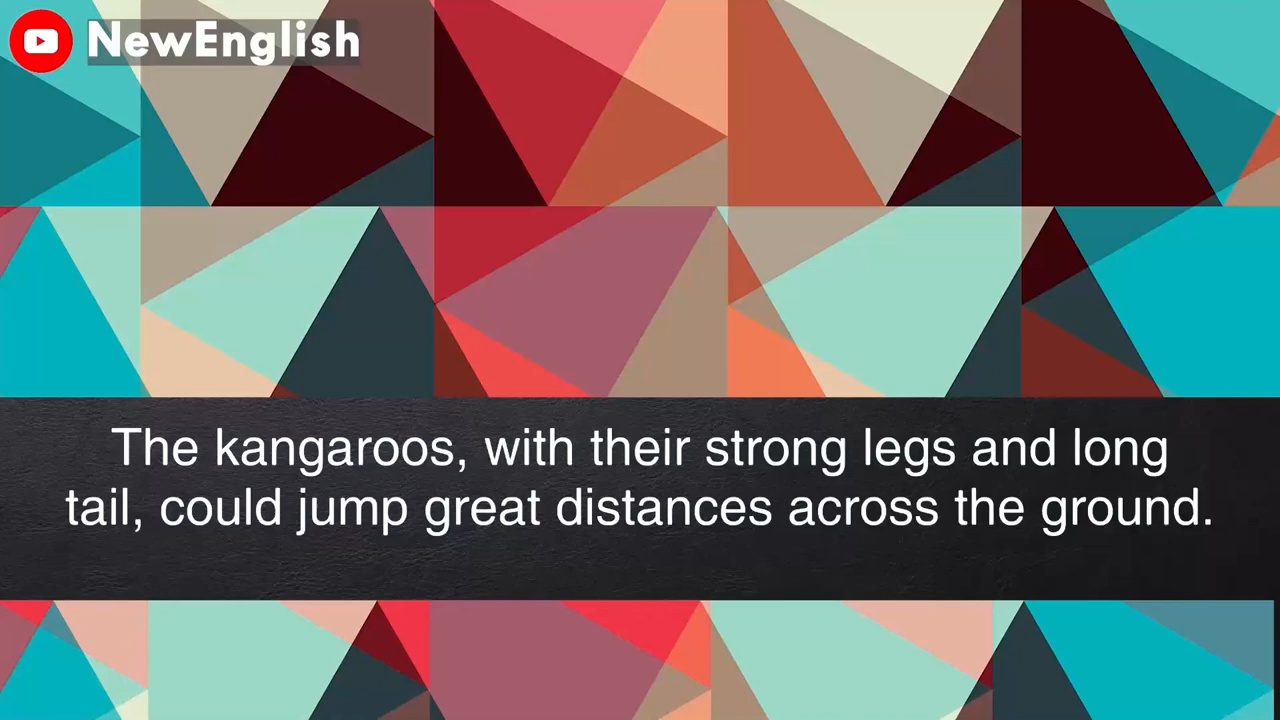 NewEnglish
The kangaroos, with their strong legs and long
tail, could jump great distances across the ground.